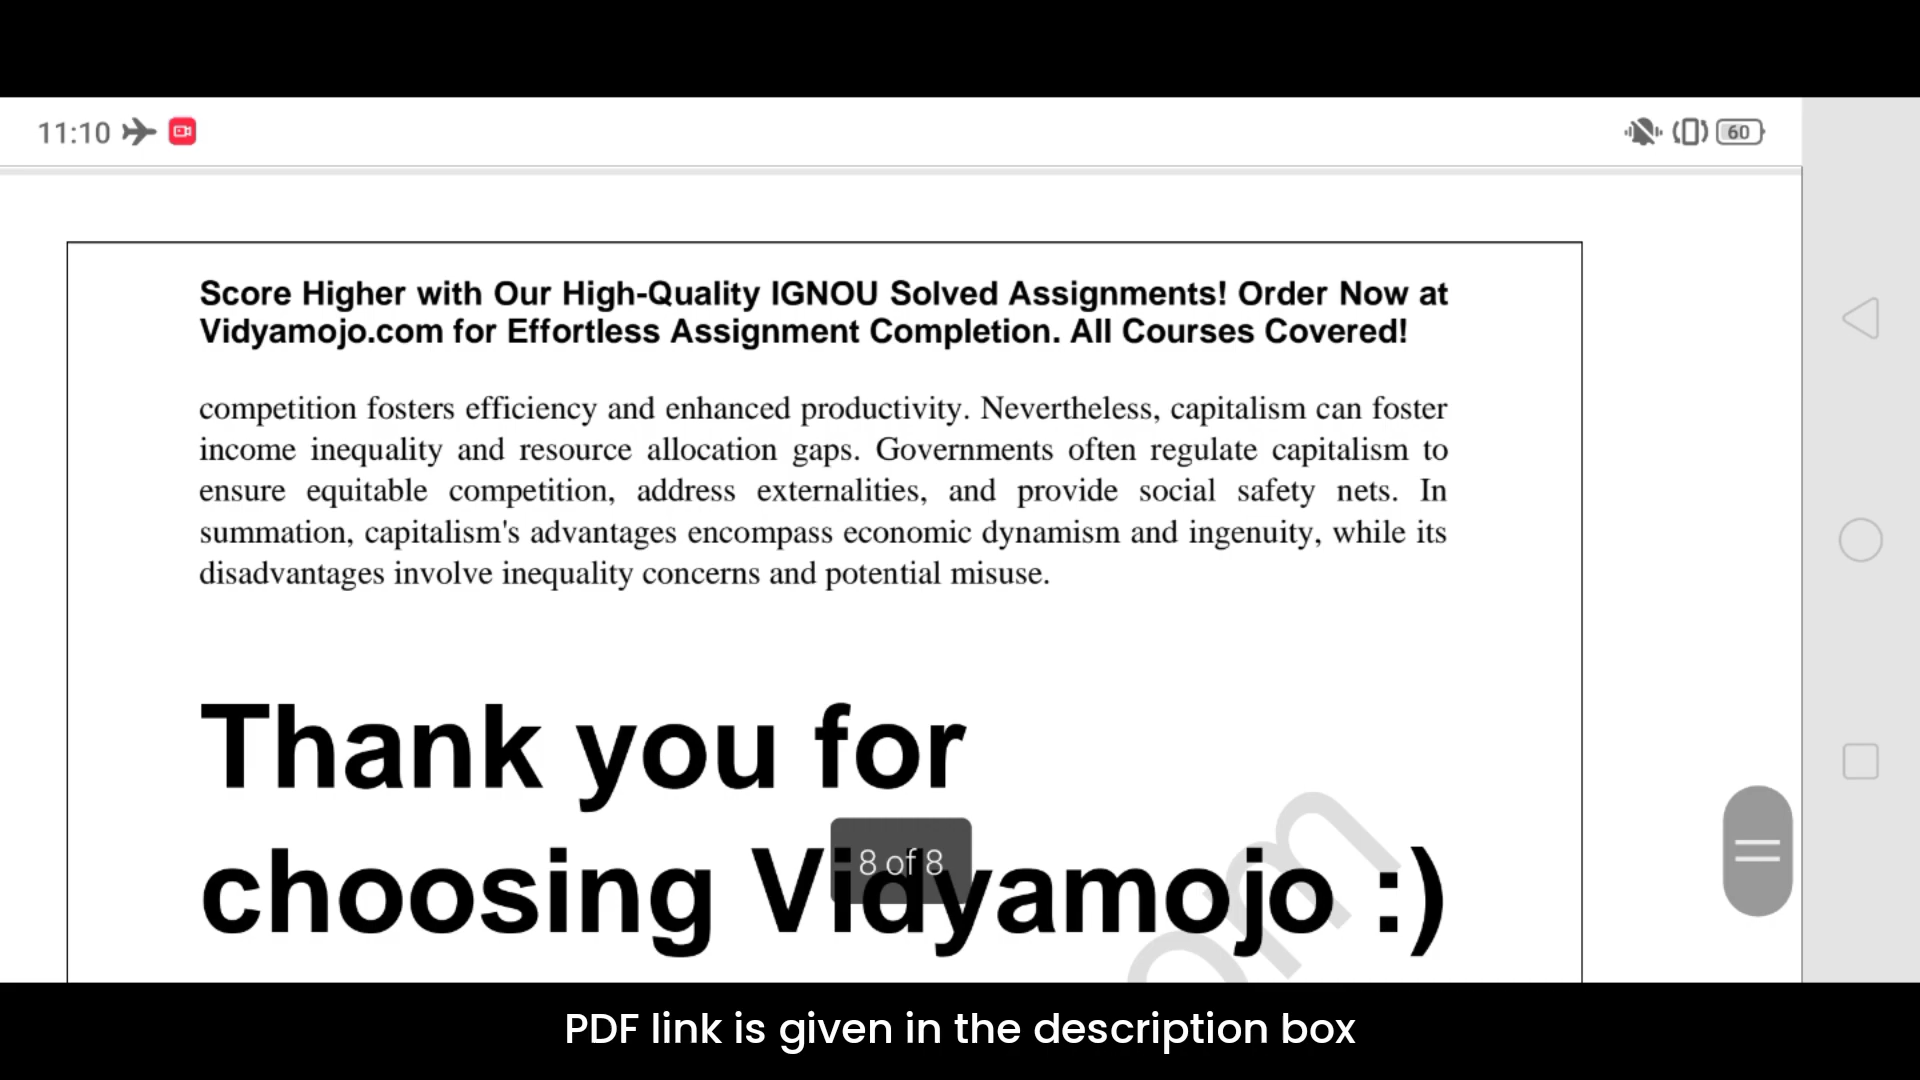 11:10
60
Score Higher with Our High-Quality IGNOU Solved Assignments! Order Now at
Vidyamojo.com for Effortless Assignment Completion. All Courses Covered!
competition fosters efficiency and enhanced productivity. Nevertheless, capitalism can foster
income inequality and resource allocation gaps. Governments often regulate capitalism to
ensure equitable competition, address externalities, and provide social safety nets. In
summation, capitalism's advantages encompass economic dynamism and ingenuity, while its
disadvantages involve inequality concerns and potential misuse.
Thank you for
choosing Vidyamojo :)
8 of 8
om
PDF link is given in the description box